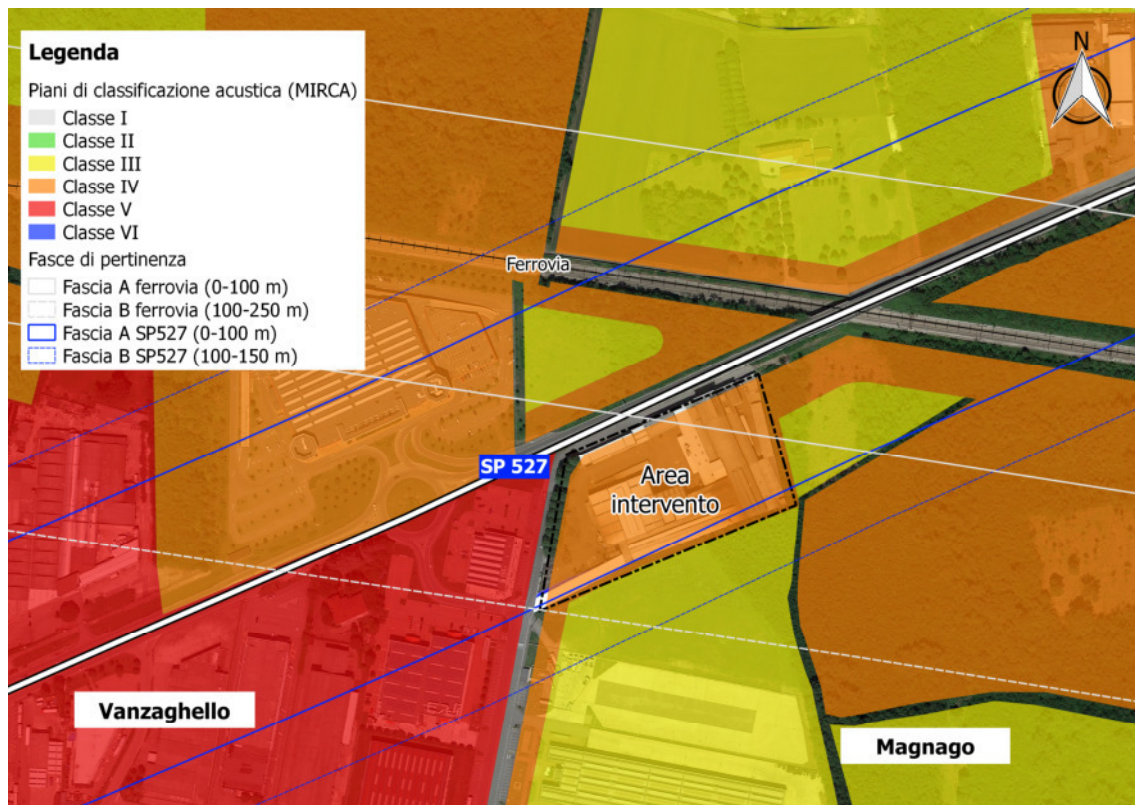 Legenda
Piani di classificazione acustica (MIRCA)
Classe I
Classe II
Classe III
Classe IV
Classe V
Classe VI
Fasce di pertinenza
Fascia A ferrovia (0-100 m)
Fascia B ferrovia (100-250 m)
Fascia A SP527 (0-100 m)
Fascia B SP527 (100-150 m)
N
Ferrovia
SP 527
Area
intervento
Vanzaghello
Magnago